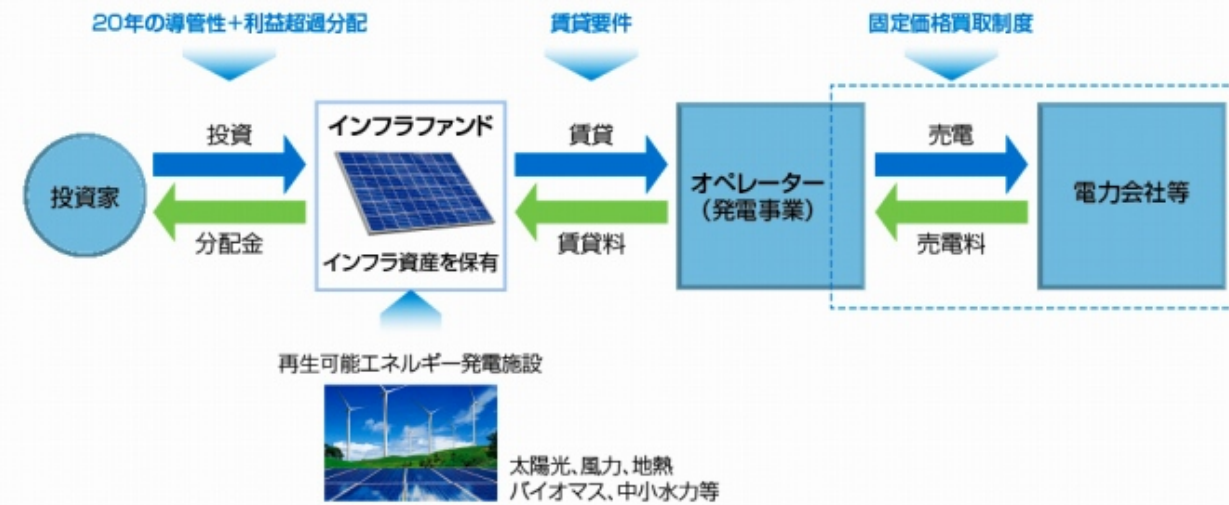 20年の導管性+利益超過分配
賃貸要件
固定価格買取制度
投資家
投資
分配金
インフラファンド
インフラ資産を保有
賃貸
賃貸料
オペレーター
（発電事業）
売電
売電料
電力会社等
再生可能エネルギー発電施設
太陽光、風力、地熱
バイオマス、中小水力等